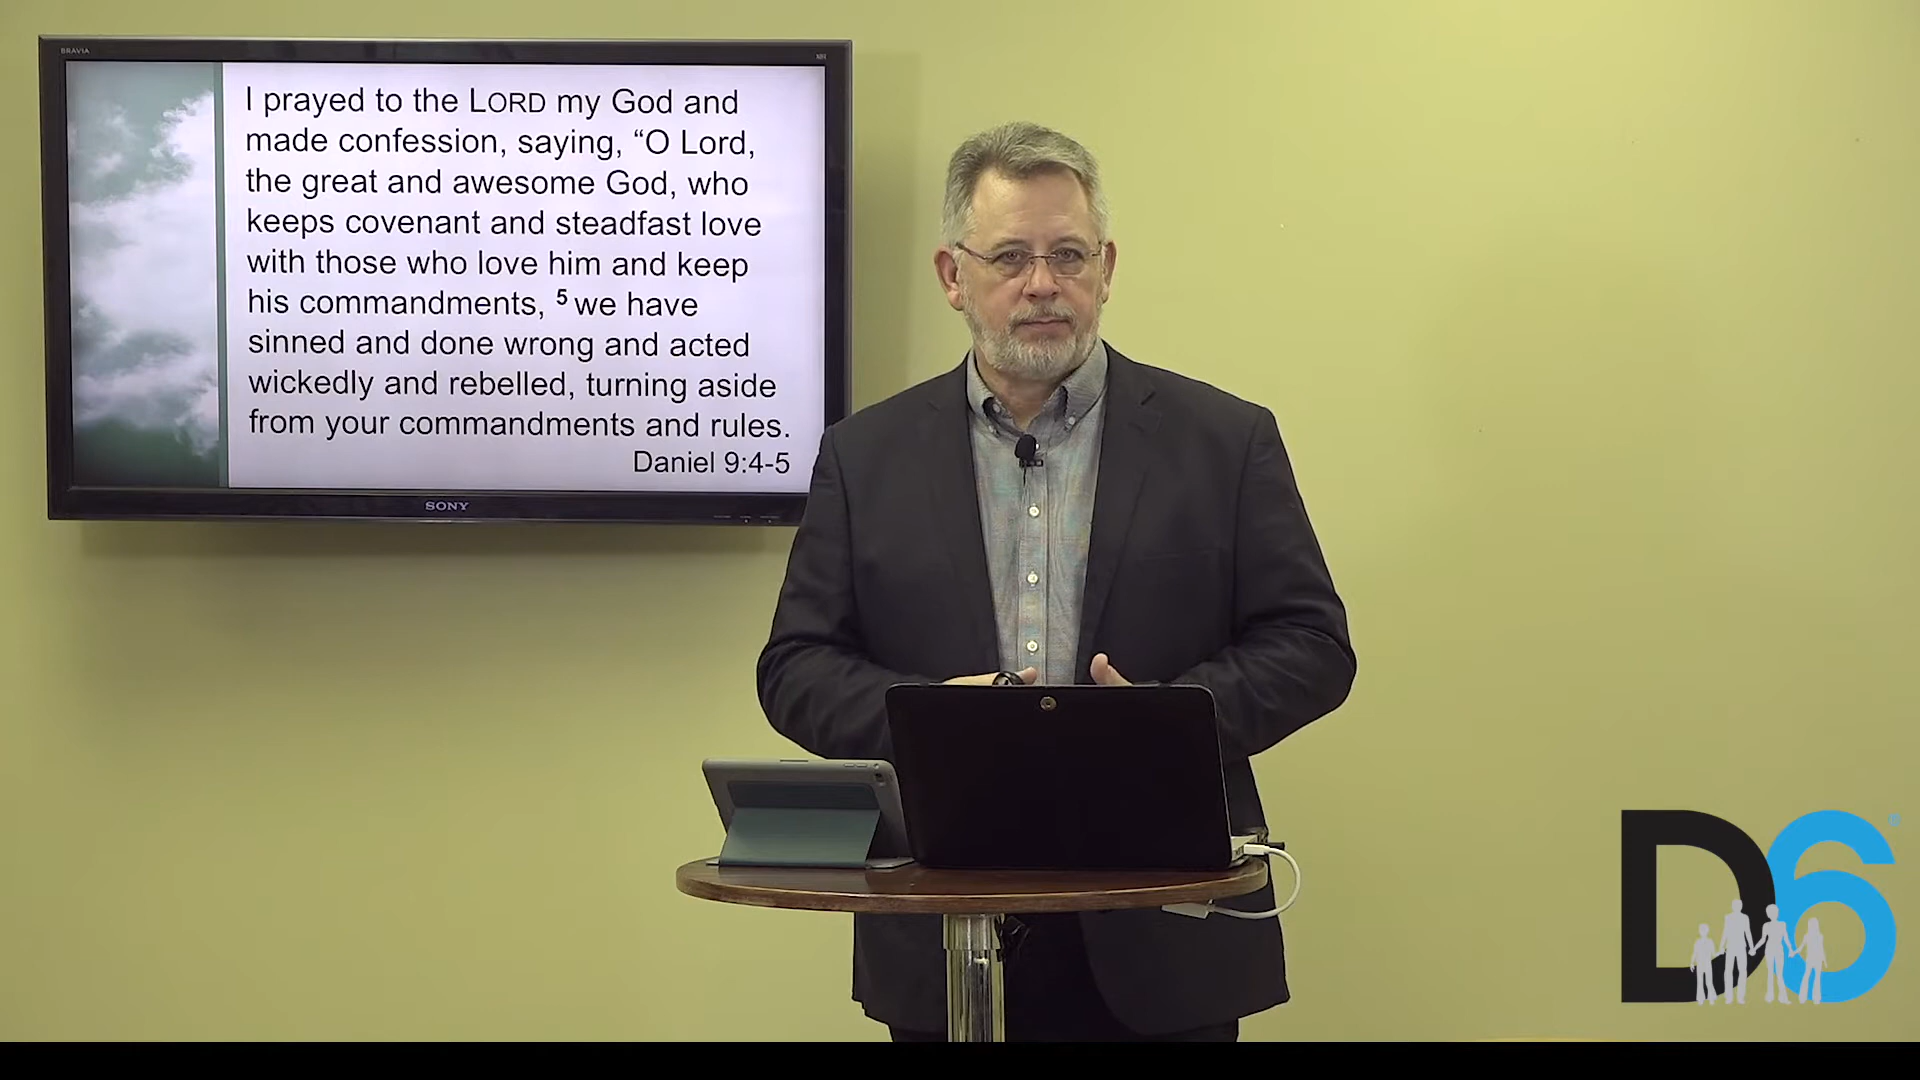 BRAVIA
I prayed to the LORD my God and
made confession, saying, “O Lord,
the great and awesome God, who
keeps covenant and steadfast love
with those who love him and keep
his commandments, 5 we have
sinned and done wrong and acted
wickedly and rebelled, turning aside
from your commandments and rules.
Daniel 9:4-5
SONY
D6®